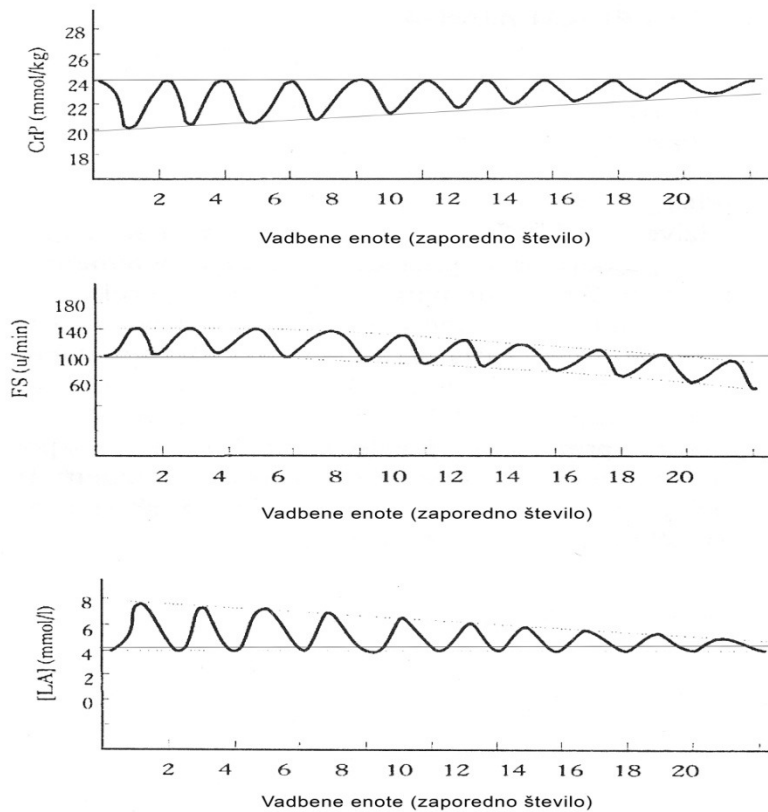 28
26
24
22
20
18
CrP (mmol/kg)
2 4 6 8 10 12 14 16 18 20
Vadbene enote (zaporedno število)
180
140
100
60
FS (u/min)
2 4 6 8 10 12 14 16 18 20
Vadbene enote (zaporedno število)
8
6
4
2
0
[LA] (mmol/l)
2 4 6 8 10 12 14 16 18 20
Vadbene enote (zaporedno število)